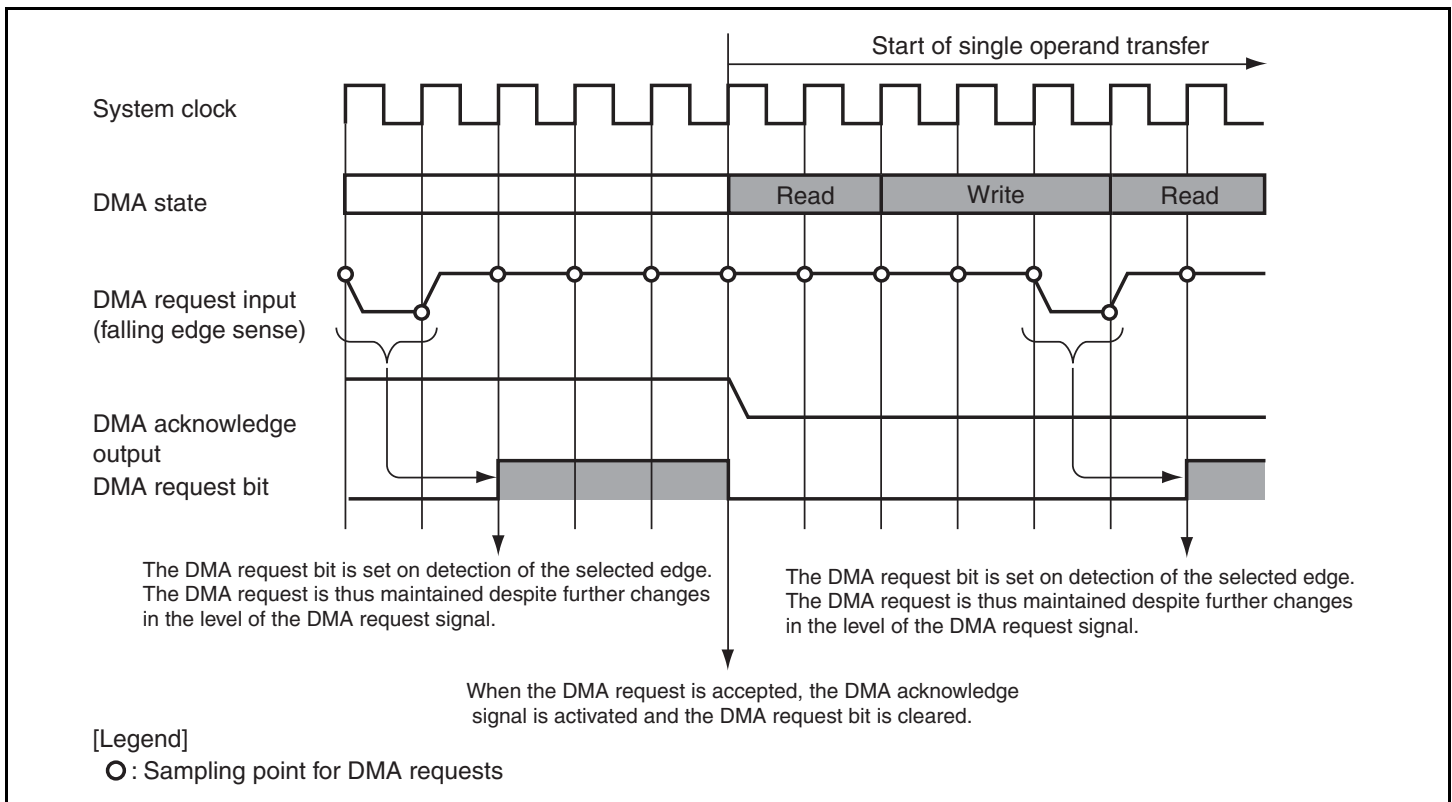 Start of single operand transfer
System clock
DMA state
Read
Write
Read
DMA request input
(falling edge sense)
DMA acknowledge
output
DMA request bit
The DMA request bit is set on detection of the selected edge.
The DMA request is thus maintained despite further changes
in the level of the DMA request signal.
The DMA request bit is set on detection of the selected edge.
The DMA request is thus maintained despite further changes
in the level of the DMA request signal.
When the DMA request is accepted, the DMA acknowledge
signal is activated and the DMA request bit is cleared.
[Legend]
: Sampling point for DMA requests